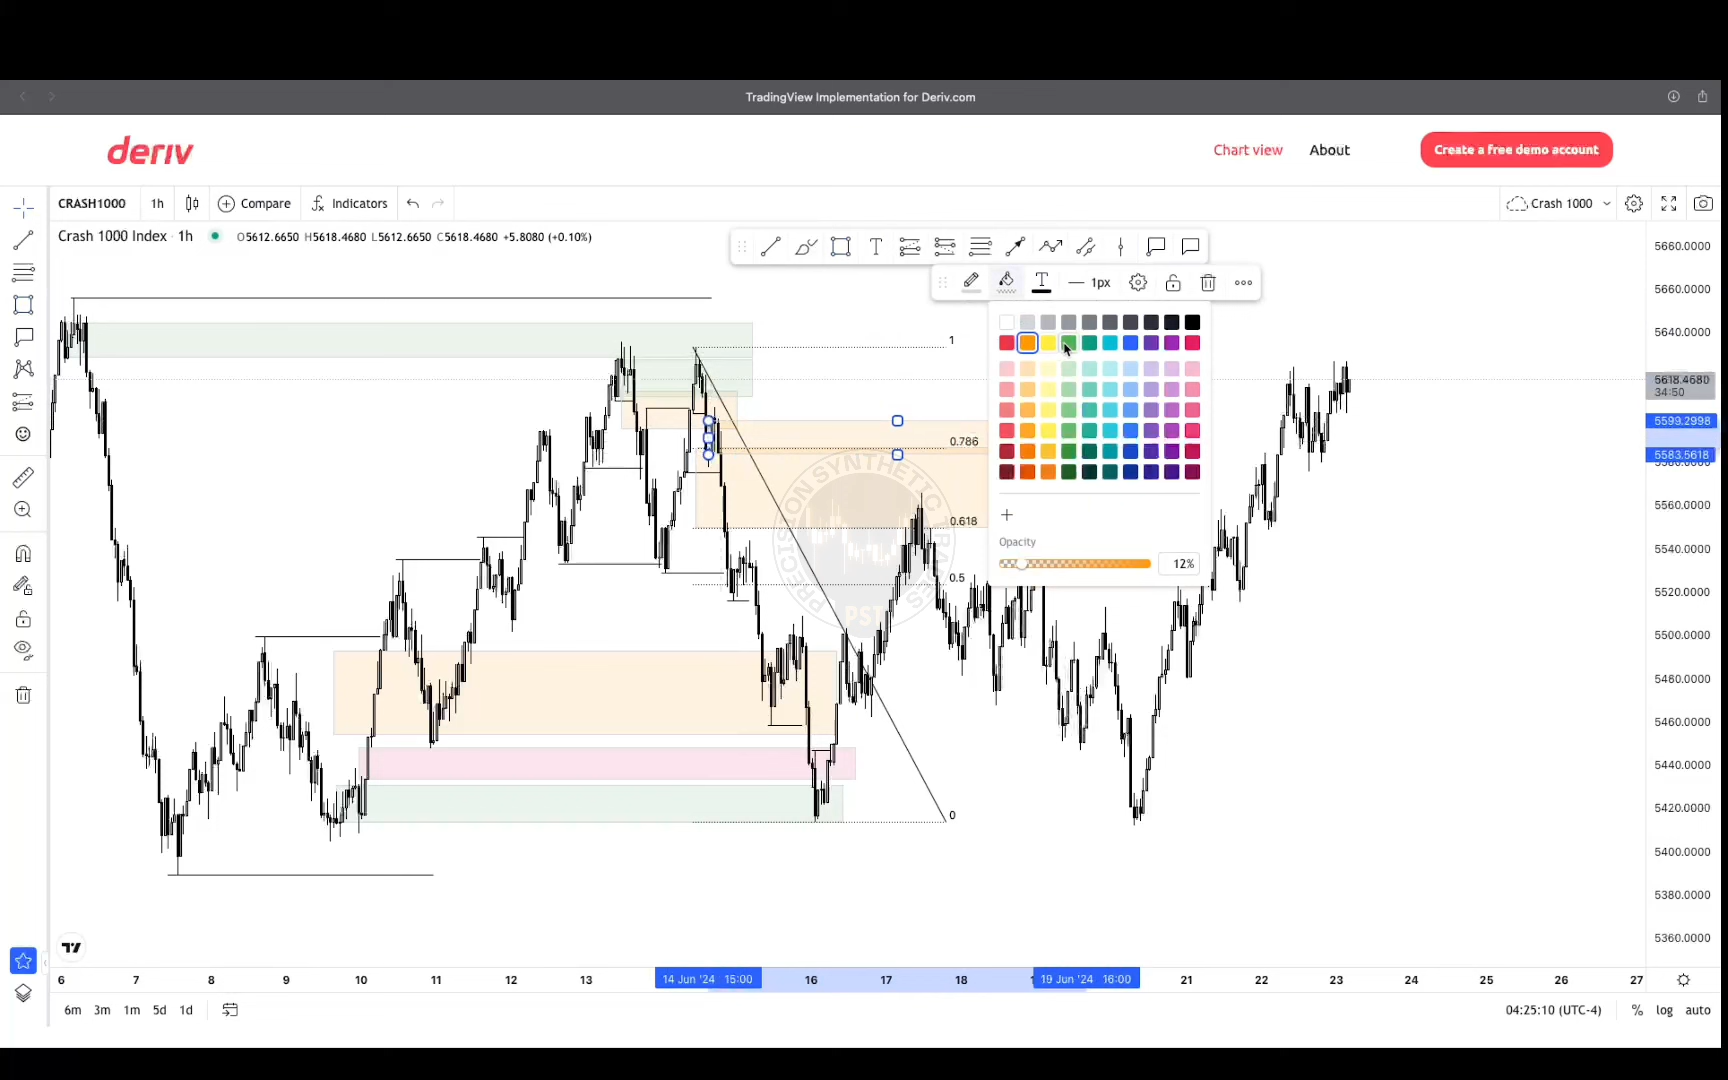 TradingView Implementation for Deriv.com
deriv
Chart view
About
Create a free demo account
CRASH1000
1h
Compare
Indicators
Crash 1000
Crash 1000 Index · 1h
O5612.6650 H5618.4680 L5612.6650 C5618.4680 +5.8080 (+0.10%)
T
T
1px
1
0.786
0.618
0.5
0
Opacity
12%
PRECISION SYNTHETIC TRADES
PST
5660.0000
5660.0000
5640.0000
5618.4680
34:50
5599.2998
5583.5618
5580.0000
5560.0000
5540.0000
5520.0000
5500.0000
5480.0000
5460.0000
5440.0000
5420.0000
5400.0000
5380.0000
5360.0000
6 7 8 9 10 11 12 13 14 Jun '24 15:00 16 17 18 19 Jun '24 16:00 21 22 23 24 25 26 27
6m 3m 1m 5d 1d
04:25:10 (UTC-4)
% log auto